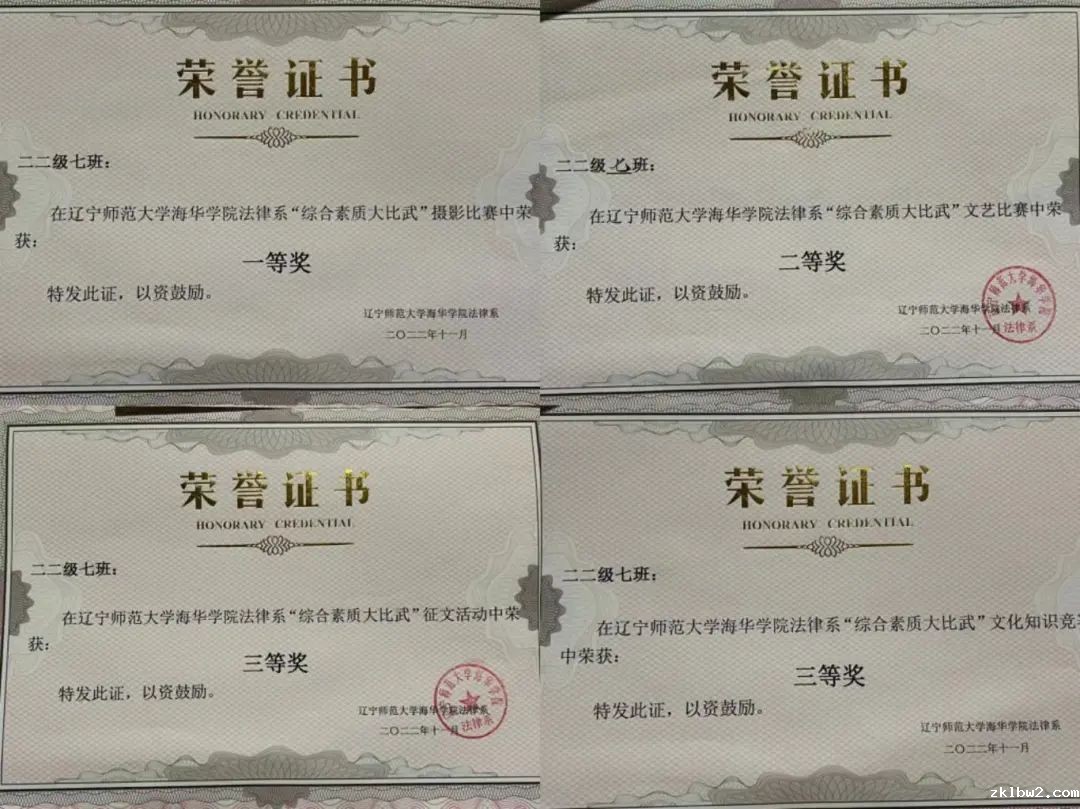 荣誉证书
HONORARY CREDENTIAL
二二级七班：
在辽宁师范大学海华学院法律系“综合素质大比武”摄影比赛中荣
获：
一等奖
特发此证，以资鼓励。
辽宁师范大学海华学院法律系
二〇二二年十一月
荣誉证书
HONORARY CREDENTIAL
二二级七班：
在辽宁师范大学海华学院法律系“综合素质大比武”文艺比赛中荣
获：
二等奖
特发此证，以资鼓励。
辽宁师范大学海华学院法律系
二〇二二年十一月
法律系
荣誉证书
HONORARY CREDENTIAL
二二级七班：
在辽宁师范大学海华学院法律系“综合素质大比武”征文活动中荣
获：
三等奖
特发此证，以资鼓励。
辽宁师范大学海华学院法律系
二〇二二年十一月
法律系
荣誉证书
HONORARY CREDENTIAL
二二级七班：
在辽宁师范大学海华学院法律系“综合素质大比武”文化知识竞
中荣获：
三等奖
特发此证，以资鼓励。
辽宁师范大学海华学院法律系
二〇二二年十一月
zklbw2.com